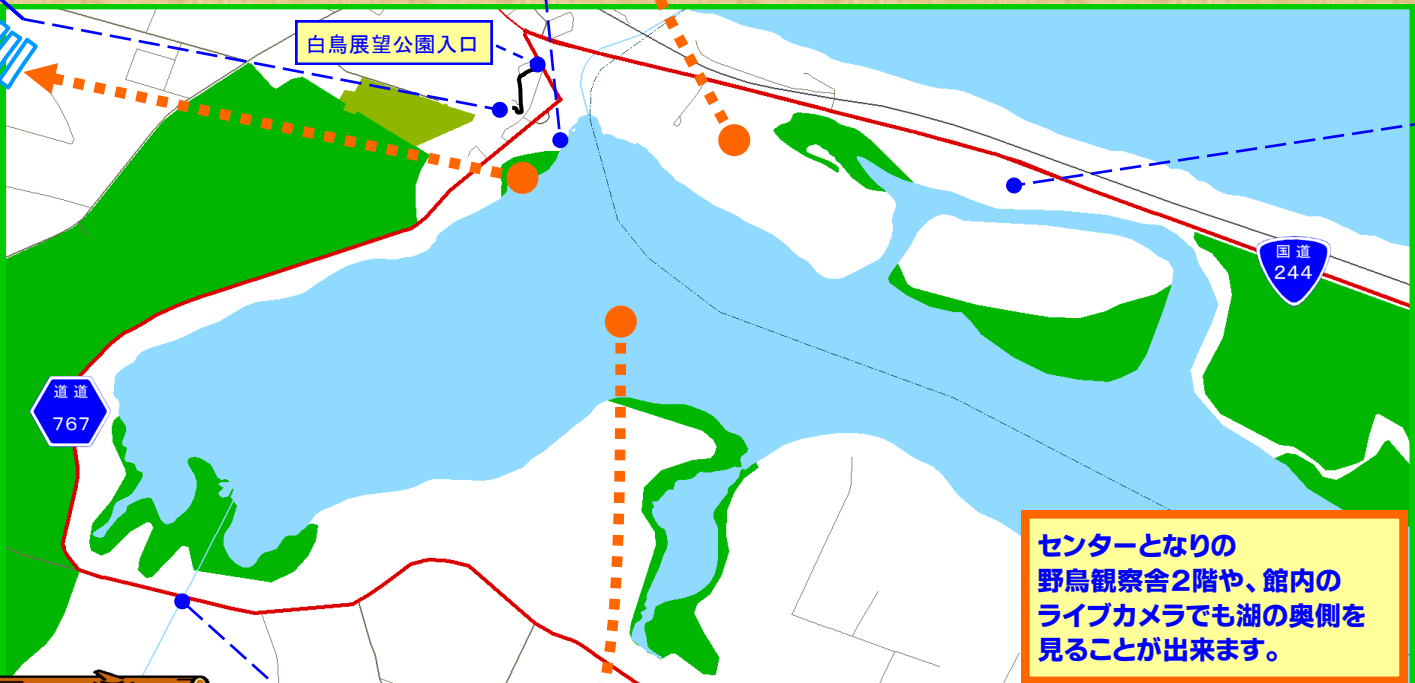 白鳥展望公園入口
国道
244
道道
767
センターとなりの
野鳥観察舎2階や、館内の
ライブカメラでも湖の奥側を
見ることが出来ます。